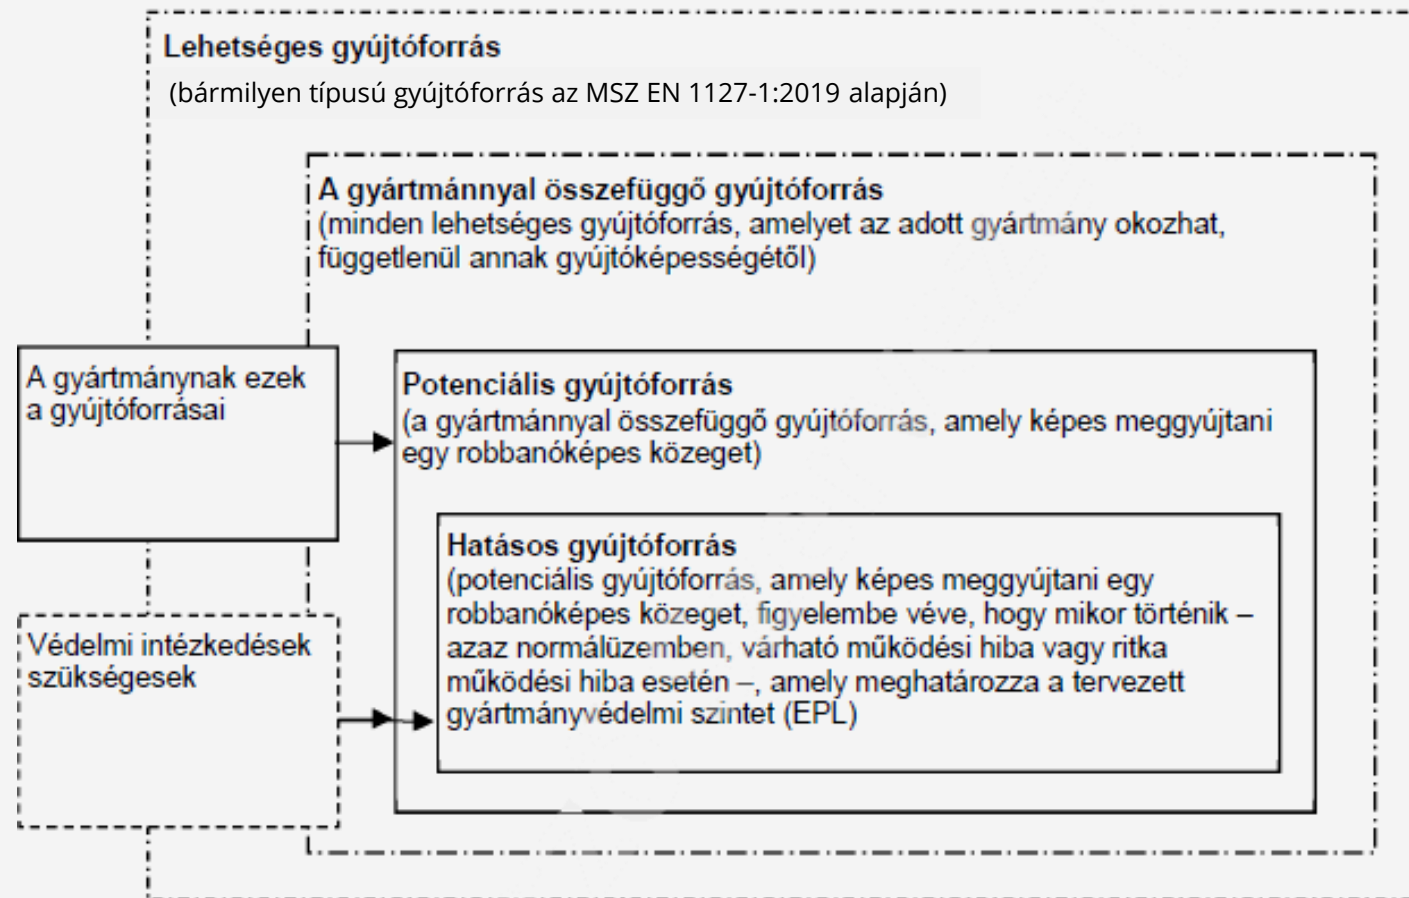 Lehetséges gyújtóforrás
(bármilyen típusú gyújtóforrás az MSZ EN 1127-1:2019 alapján)
A gyártmánnyal összefüggő gyújtóforrás
(minden lehetséges gyújtóforrás, amelyet az adott gyártmány okozhat,
függetlenül annak gyújtóképességétől)
A gyártmánynak ezek
a gyújtóforrásai
Potenciális gyújtóforrás
(a gyártmánnyal összefüggő gyújtóforrás, amely képes meggyújtani
egy robbanóképes közeget)
Hatásos gyújtóforrás
(potenciális gyújtóforrás, amely képes meggyújtani egy
robbanóképes közeget, figyelembe véve, hogy mikor történik –
azaz normálüzemben, várható működési hiba vagy ritka
működési hiba esetén –, amely meghatározza a tervezett
gyártmányvédelmi szintet (EPL)
Védelmi intézkedések
szükségesek